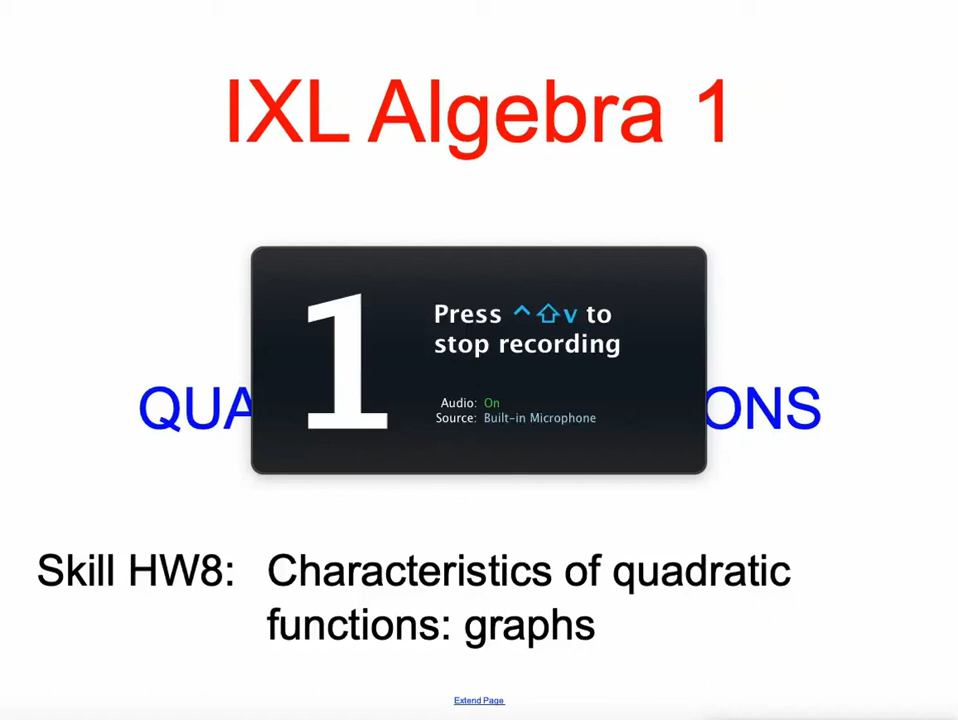 IXL Algebra 1
1
Press ^⇧v to
stop recording
Audio: On
Source: Built-in Microphone
QUA ONS
Skill HW8: Characteristics of quadratic
functions: graphs
Extend Page